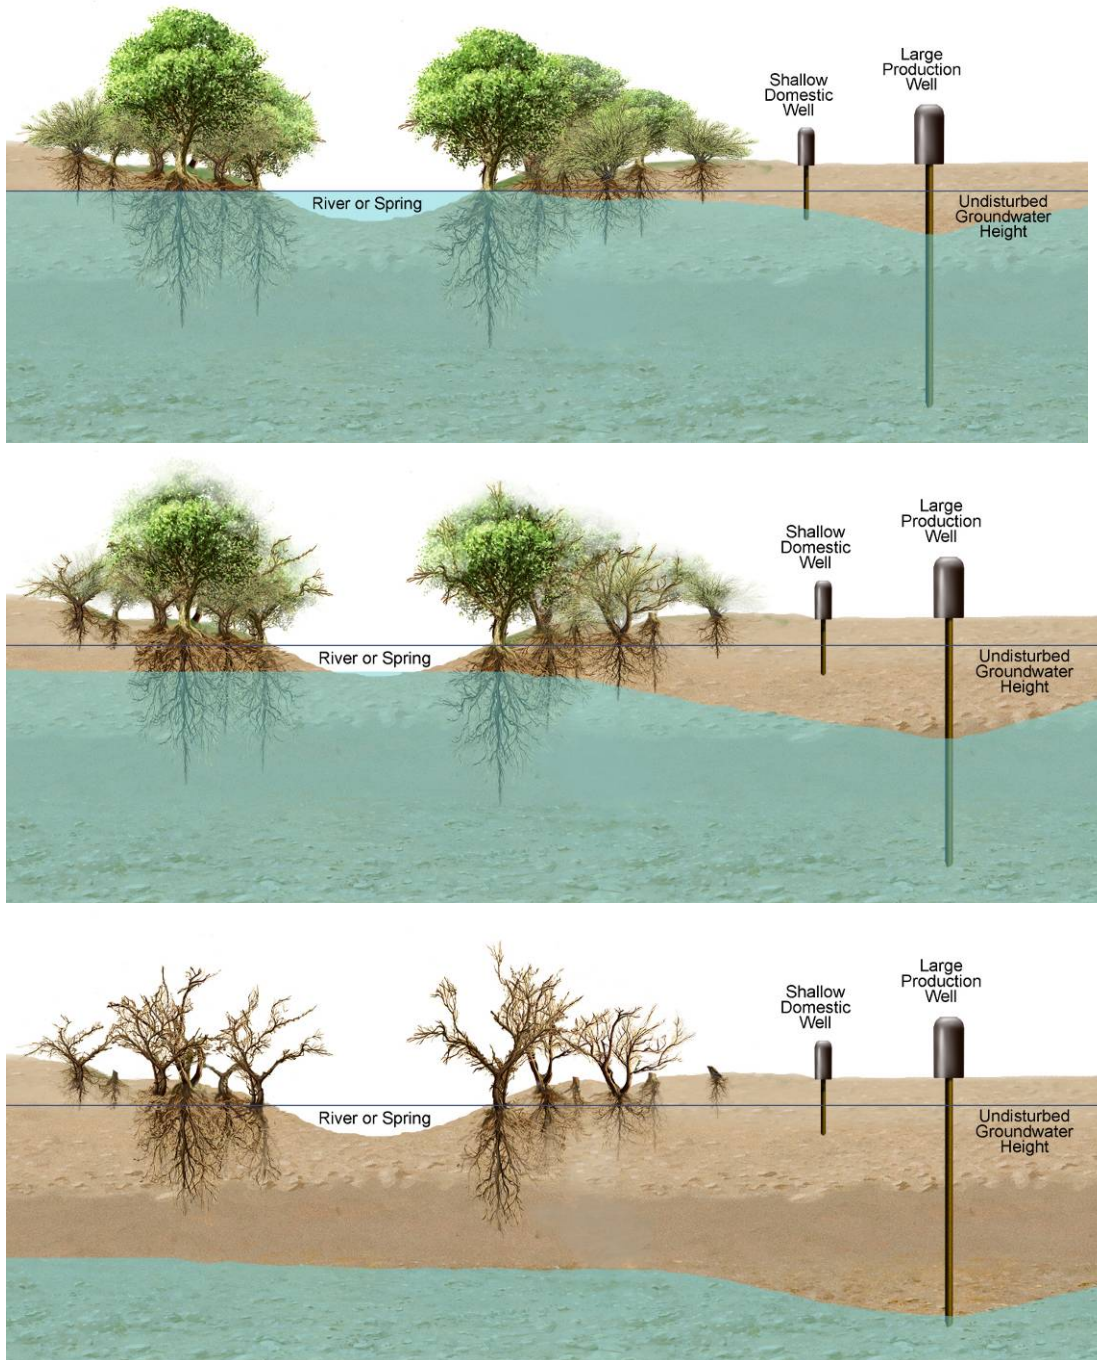 Shallow
Domestic
Well
Large
Production
Well
River or Spring
Undisturbed
Groundwater
Height
Shallow
Domestic
Well
Large
Production
Well
River or Spring
Undisturbed
Groundwater
Height
Shallow
Domestic
Well
Large
Production
Well
River or Spring
Undisturbed
Groundwater
Height